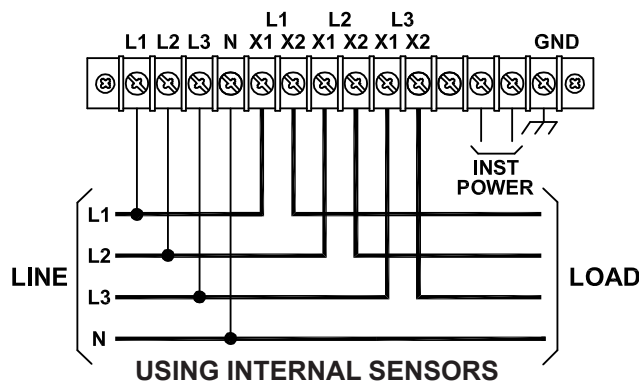 L1 L2 L3
L1 L2 L3 N X1 X2 X1 X2 X1 X2 GND
INST
POWER
L1
L2
LINE
LOAD
L3
N
USING INTERNAL SENSORS